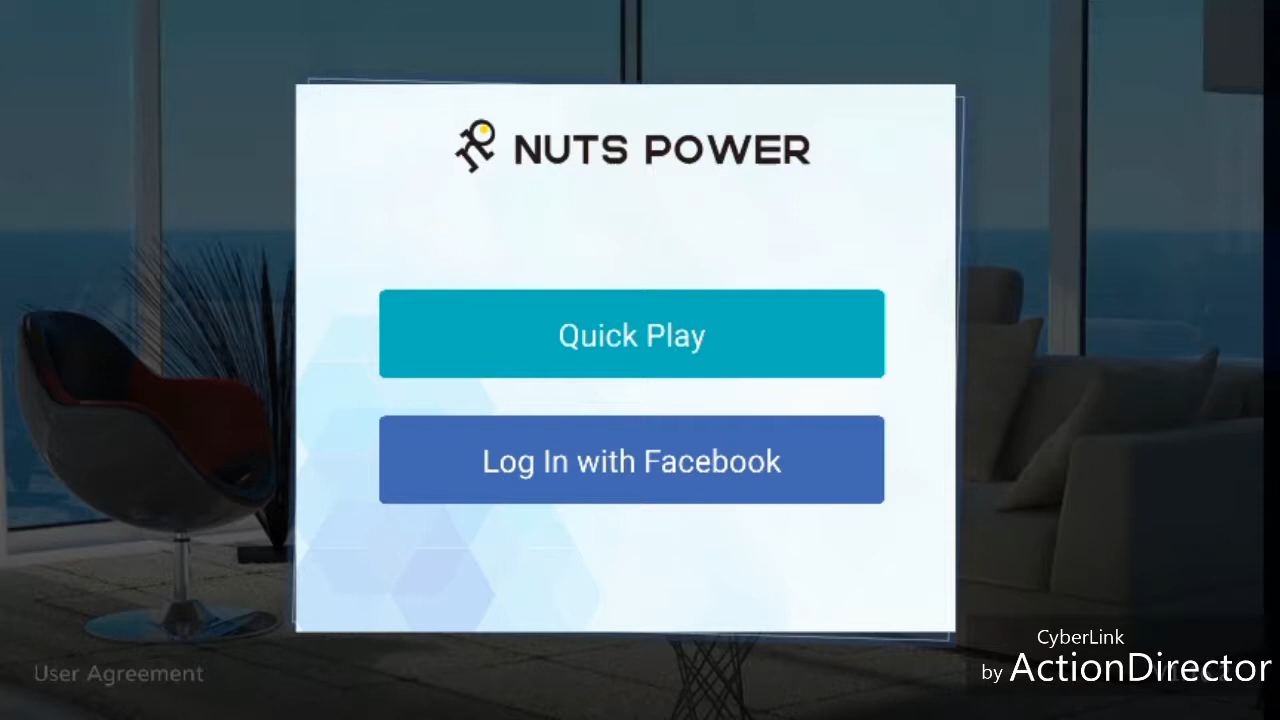 NUTS POWER
Quick Play
Log In with Facebook
User Agreement
CyberLink
by ActionDirector